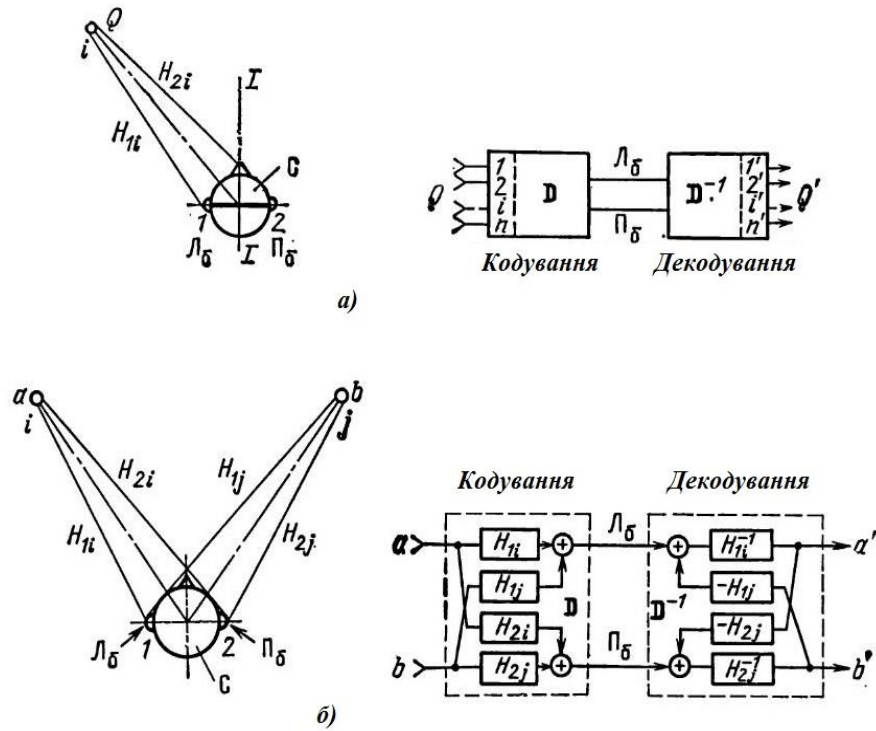 Q
i
H2i
I
H1i
C
1
2
I
Лб
Пб
Q
1
2
i
n
D
Лб
Пб
D⁻¹
1'
2'
i'
n'
Q'
Кодування
Декодування
а)
a
i
b
j
H2i
H1j
H1i
H2j
Лб
1
2
Пб
C
Кодування
Декодування
a
H1i
Лб
H1i⁻¹
a'
H1j
-H1j
D
D⁻¹
H2i
-H2j
b
H2j
Пб
H2j⁻¹
b'
б)